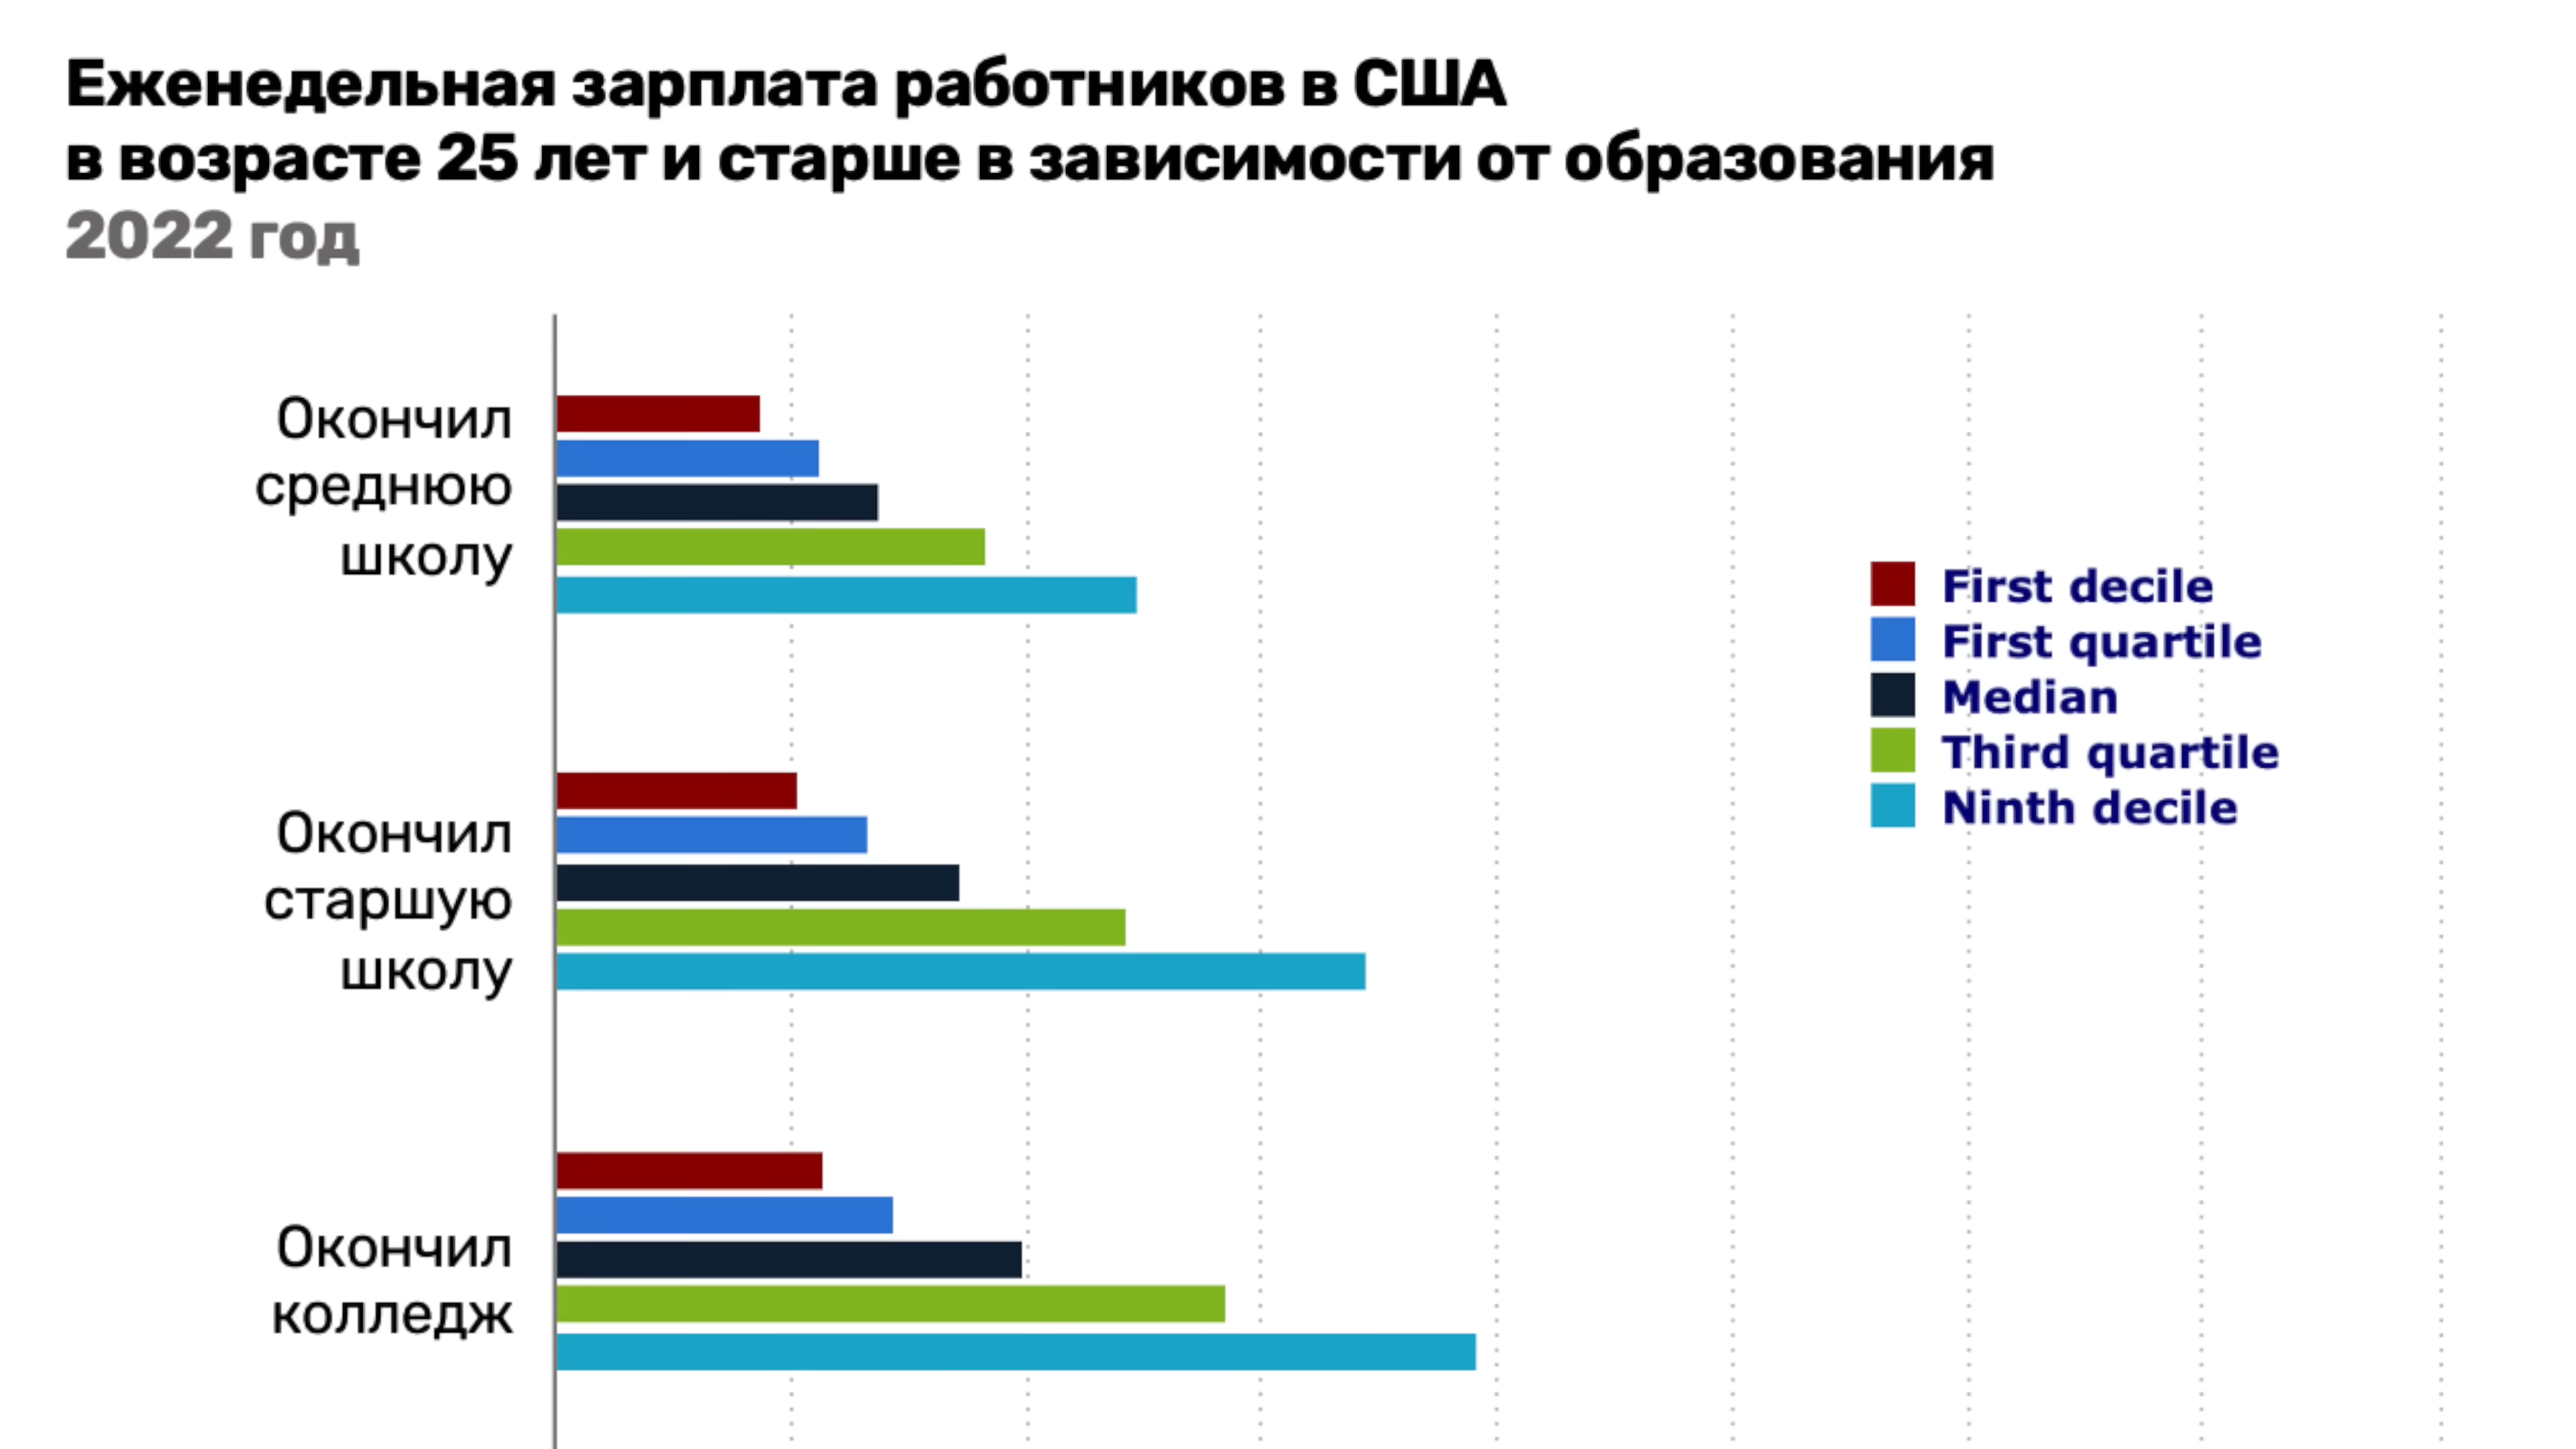 Еженедельная зарплата работников в США
в возрасте 25 лет и старше в зависимости от образования
2022 год
Окончил
среднюю
школу
First decile
First quartile
Median
Third quartile
Ninth decile
Окончил
старшую
школу
Окончил
колледж